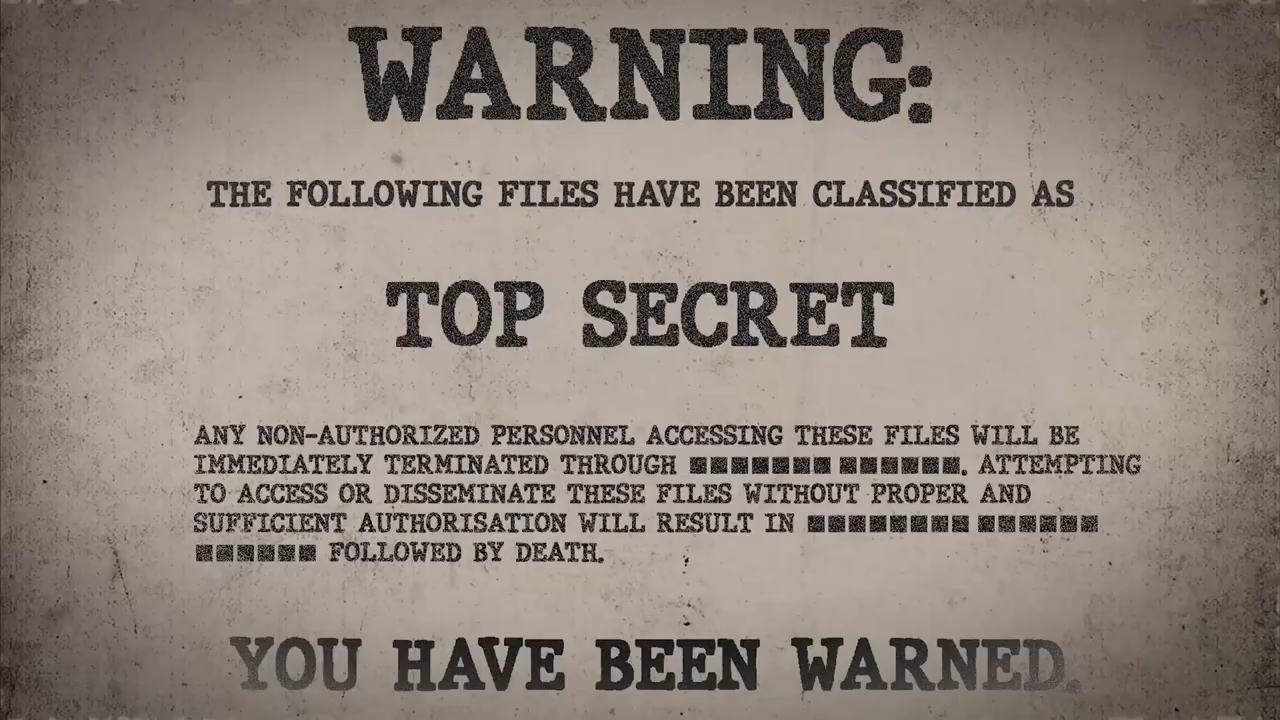 WARNING:
THE FOLLOWING FILES HAVE BEEN CLASSIFIED AS
TOP SECRET
ANY NON-AUTHORIZED PERSONNEL ACCESSING THESE FILES WILL BE
IMMEDIATELY TERMINATED THROUGH ■■■■■■■ ■■■■■■. ATTEMPTING
TO ACCESS OR DISSEMINATE THESE FILES WITHOUT PROPER AND
SUFFICIENT AUTHORISATION WILL RESULT IN ■■■■■■■■ ■■■■■■
■■■■■■ FOLLOWED BY DEATH.
YOU HAVE BEEN WARNED.